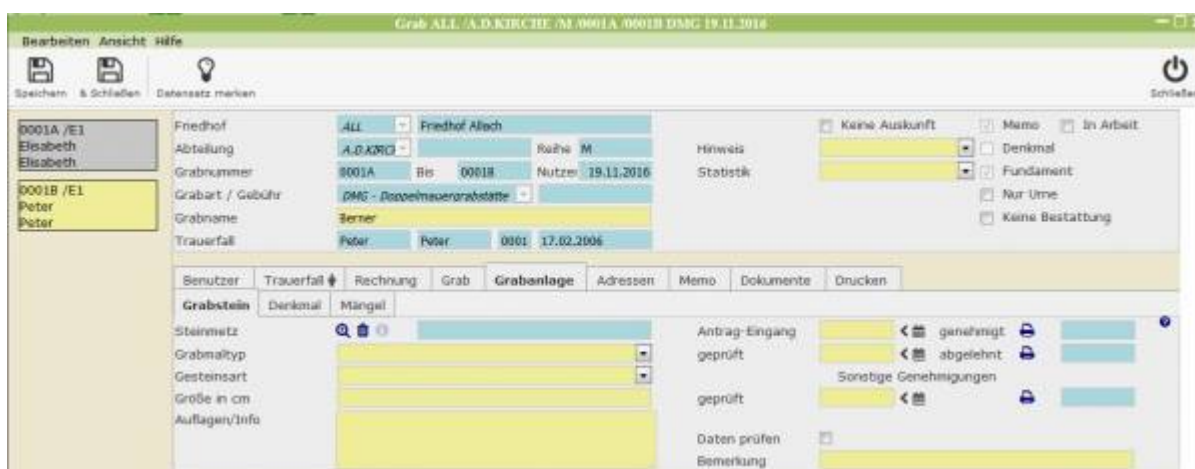 Grab ALL /A.D.KIRCHE /M /0001A /0001B DMG 19.11.2016
Bearbeiten Ansicht Hilfe
Speichern & Schließen Datensatz merken Schließen
0001A /E1
Elisabeth
Elisabeth
0001B /E1
Peter
Peter
Friedhof ALL Friedhof Allach Keine Auskunft Memo In Arbeit
Abteilung A.D.KIRC Reihe M Hinweis Denkmal
Grabnummer 0001A Bis 0001B Nutzer 19.11.2016 Statistik Fundament
Grabart / Gebühr DMG - Doppelmauergrabstätte Nur Urne
Grabname Berner Keine Bestattung
Trauerfall Peter Peter 0001 17.02.2006
Benutzer Trauerfall Rechnung Grab Grabanlage Adressen Memo Dokumente Drucken
Grabstein Denkmal Mängel
Steinmetz Antrag-Eingang genehmigt
Grabmaltyp geprüft abgelehnt
Gesteinsart Sonstige Genehmigungen
Größe in cm geprüft
Auflagen/Info
Daten prüfen
Bemerkung